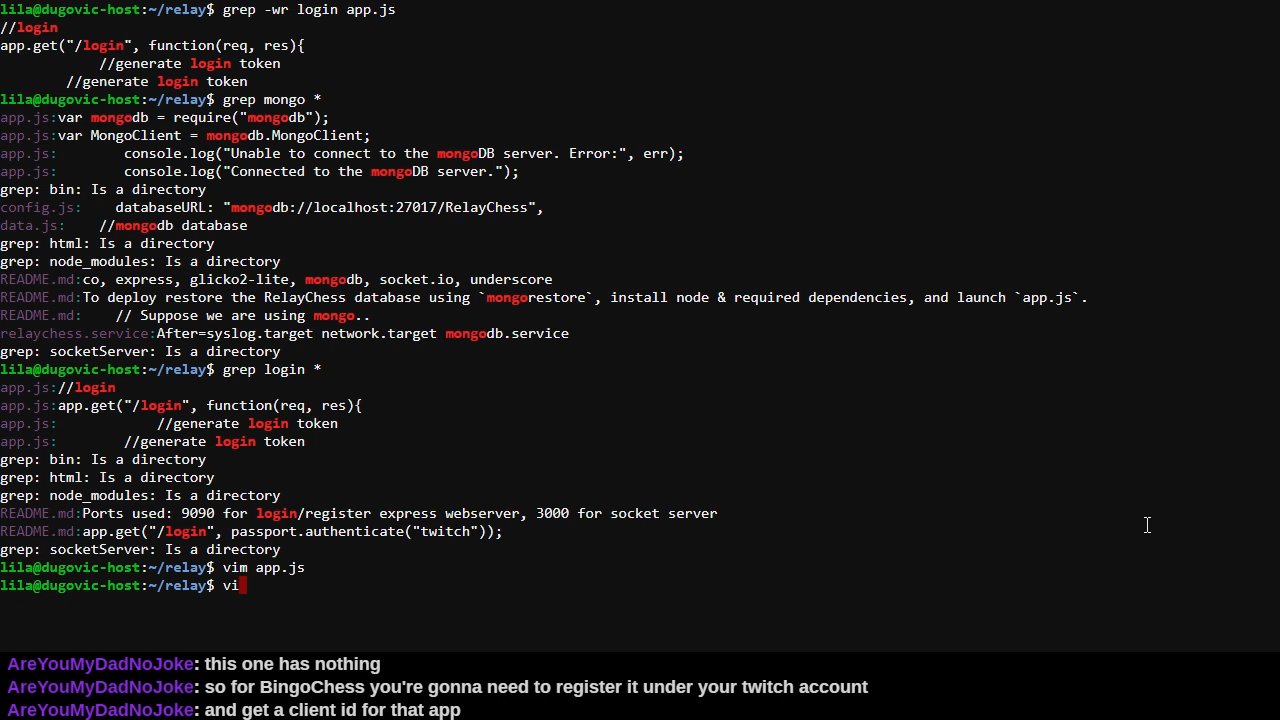 lila@dugovic-host:~/relay$ grep -wr login app.js
//login
app.get("/login", function(req, res){
//generate login token
//generate login token
lila@dugovic-host:~/relay$ grep mongo *
app.js:var mongodb = require("mongodb");
app.js:var MongoClient = mongodb.MongoClient;
app.js:        console.log("Unable to connect to the mongoDB server. Error:", err);
app.js:        console.log("Connected to the mongoDB server.");
grep: bin: Is a directory
config.js:    databaseURL: "mongodb://localhost:27017/RelayChess",
data.js:    //mongodb database
grep: html: Is a directory
grep: node_modules: Is a directory
README.md:co, express, glicko2-lite, mongodb, socket.io, underscore
README.md:To deploy restore the RelayChess database using `mongorestore`, install node & required dependencies, and launch `app.js`.
README.md:    // Suppose we are using mongo..
relaychess.service:After=syslog.target network.target mongodb.service
grep: socketServer: Is a directory
lila@dugovic-host:~/relay$ grep login *
app.js://login
app.js:app.get("/login", function(req, res){
app.js:            //generate login token
app.js:        //generate login token
grep: bin: Is a directory
grep: html: Is a directory
grep: node_modules: Is a directory
README.md:Ports used: 9090 for login/register express webserver, 3000 for socket server
README.md:app.get("/login", passport.authenticate("twitch"));
grep: socketServer: Is a directory
lila@dugovic-host:~/relay$ vim app.js
lila@dugovic-host:~/relay$ vi
AreYouMyDadNoJoke: this one has nothing
AreYouMyDadNoJoke: so for BingoChess you're gonna need to register it under your twitch account
AreYouMyDadNoJoke: and get a client id for that app